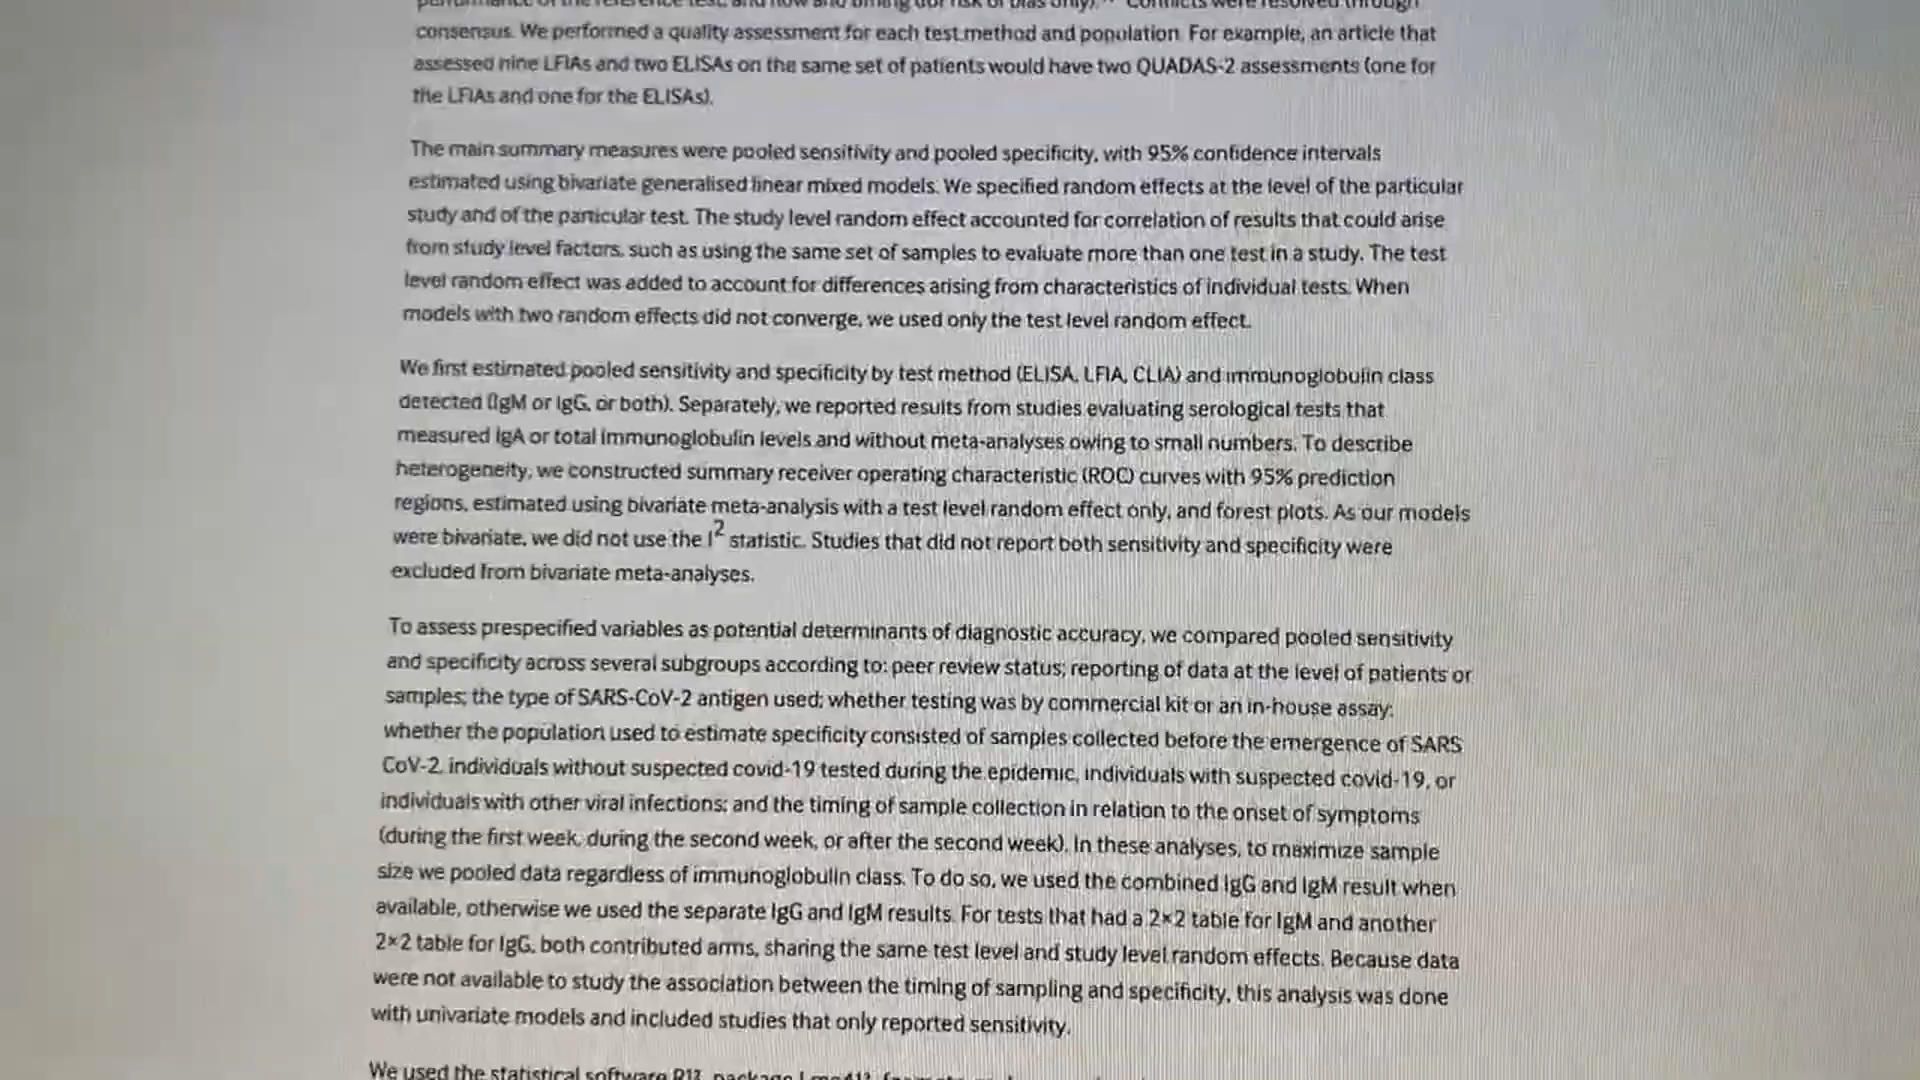 consensus. We performed a quality assessment for each test method and population. For example, an article that
assessed nine LFIAs and two ELISAs on the same set of patients would have two QUADAS-2 assessments (one for
the LFIAs and one for the ELISAs).
The main summary measures were pooled sensitivity and pooled specificity, with 95% confidence intervals
estimated using bivariate generalised linear mixed models. We specified random effects at the level of the particular
study and of the particular test. The study level random effect accounted for correlation of results that could arise
from study level factors, such as using the same set of samples to evaluate more than one test in a study. The test
level random effect was added to account for differences arising from characteristics of individual tests. When
models with two random effects did not converge, we used only the test level random effect.
We first estimated pooled sensitivity and specificity by test method (ELISA, LFIA, CLIA) and immunoglobulin class
detected (IgM or IgG, or both). Separately, we reported results from studies evaluating serological tests that
measured IgA or total immunoglobulin levels and without meta-analyses owing to small numbers. To describe
heterogeneity, we constructed summary receiver operating characteristic (ROC) curves with 95% prediction
regions, estimated using bivariate meta-analysis with a test level random effect only, and forest plots. As our models
were bivariate, we did not use the I² statistic. Studies that did not report both sensitivity and specificity were
excluded from bivariate meta-analyses.
To assess prespecified variables as potential determinants of diagnostic accuracy, we compared pooled sensitivity
and specificity across several subgroups according to: peer review status; reporting of data at the level of patients or
samples; the type of SARS-CoV-2 antigen used; whether testing was by commercial kit or an in-house assay;
whether the population used to estimate specificity consisted of samples collected before the emergence of SARS
CoV-2, individuals without suspected covid-19 tested during the epidemic, individuals with suspected covid-19, or
individuals with other viral infections; and the timing of sample collection in relation to the onset of symptoms
(during the first week, during the second week, or after the second week). In these analyses, to maximize sample
size we pooled data regardless of immunoglobulin class. To do so, we used the combined IgG and IgM result when
available, otherwise we used the separate IgG and IgM results. For tests that had a 2×2 table for IgM and another
2×2 table for IgG, both contributed arms, sharing the same test level and study level random effects. Because data
were not available to study the association between the timing of sampling and specificity, this analysis was done
with univariate models and included studies that only reported sensitivity.
We used the statistical software